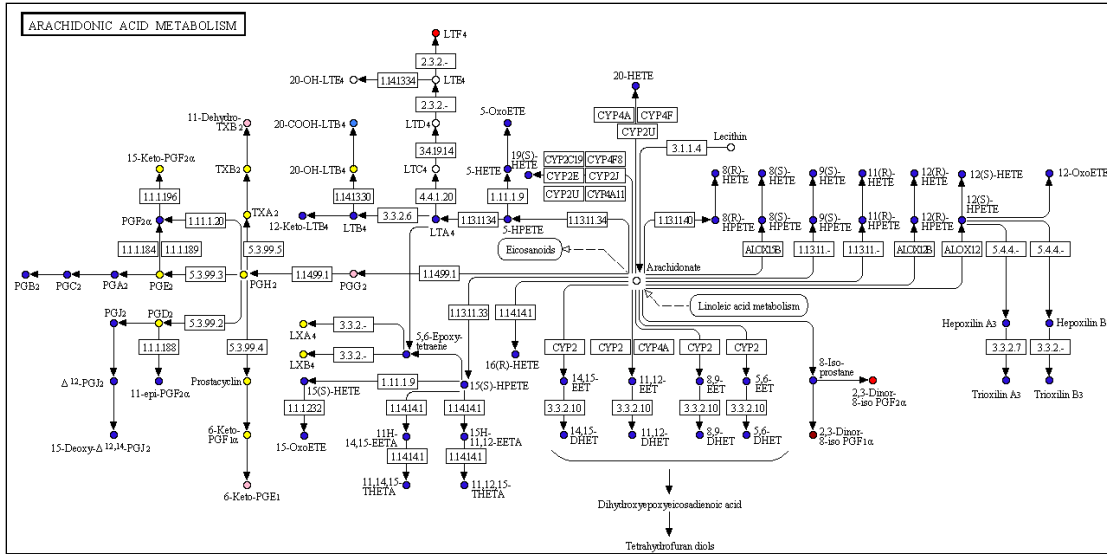 ARACHIDONIC ACID METABOLISM
LTF4
2.3.2.-
20-OH-LTE4
1.14.13.34
LTE4
20-HETE
2.3.2.-
11-Dehydro-
TXB2
20-COOH-LTB4
LTD4
5-OxoETE
CYP4A
CYP4F
CYP2U
Lecithin
3.1.1.4
15-Keto-PGF2α
TXB2
20-OH-LTB4
3.4.19.14
LTC4
5-HETE
19(S)-
HETE
CYP2C19
CYP4F8
CYP2E
CYP2J
CYP2U
CYP4A11
8(R)-
HETE
8(S)-
HETE
9(S)-
HETE
11(R)-
HETE
12(R)-
HETE
12(S)-HETE
12-OxoETE
1.1.1.196
1.14.13.30
4.4.1.20
1.11.1.9
PGF2α
1.1.1.20
TXA2
12-Keto-LTB4
LTB4
3.3.2.6
LTA4
1.13.11.34
5-HPETE
1.13.11.34
1.13.11.40
8(R)-
HPETE
8(S)-
HPETE
9(S)-
HPETE
11(R)-
HPETE
12(R)-
HPETE
12(S)-
HPETE
1.1.1.184
1.1.1.189
5.3.99.5
Eicosanoids
ALOX15B
1.13.11.-
1.13.11.-
ALOX12B
ALOX12
5.4.4.-
5.4.4.-
Arachidonate
PGB2
PGC2
PGA2
PGE2
5.3.99.3
PGH2
1.14.99.1
PGG2
1.14.99.1
Linoleic acid metabolism
PGJ2
PGD2
5.3.99.2
1.13.11.33
1.14.14.1
LXA4
3.3.2.-
5,6-Epoxy-
tetraene
Hepoxilin A3
Hepoxilin B
1.1.1.188
5.3.99.4
LXB4
3.3.2.-
16(R)-HETE
CYP2
CYP2
CYP4A
CYP2
CYP2
8-Iso-
prostane
3.3.2.7
3.3.2.-
Δ12-PGJ2
11-epi-PGF2α
Prostacyclin
15(S)-HETE
1.11.1.9
15(S)-HPETE
14,15-
EET
11,12-
EET
8,9-
EET
5,6-
EET
2,3-Dinor-
8-iso PGF2α
Trioxilin A3
Trioxilin B3
1.1.1.232
1.14.14.1
1.14.14.1
3.3.2.10
3.3.2.10
3.3.2.10
3.3.2.10
6-Keto-
PGF1α
15-OxoETE
11H-
14,15-EETA
15H-
11,12-EETA
14,15-
DHET
11,12-
DHET
8,9-
DHET
5,6-
DHET
2,3-Dinor-
8-iso PGF1α
15-Deoxy-Δ12,14-PGJ2
1.14.14.1
1.14.14.1
6-Keto-PGE1
11,14,15-
THETA
11,12,15-
THETA
Dihydroxyepoxyeicosadienoic acid
Tetrahydrofuran diols